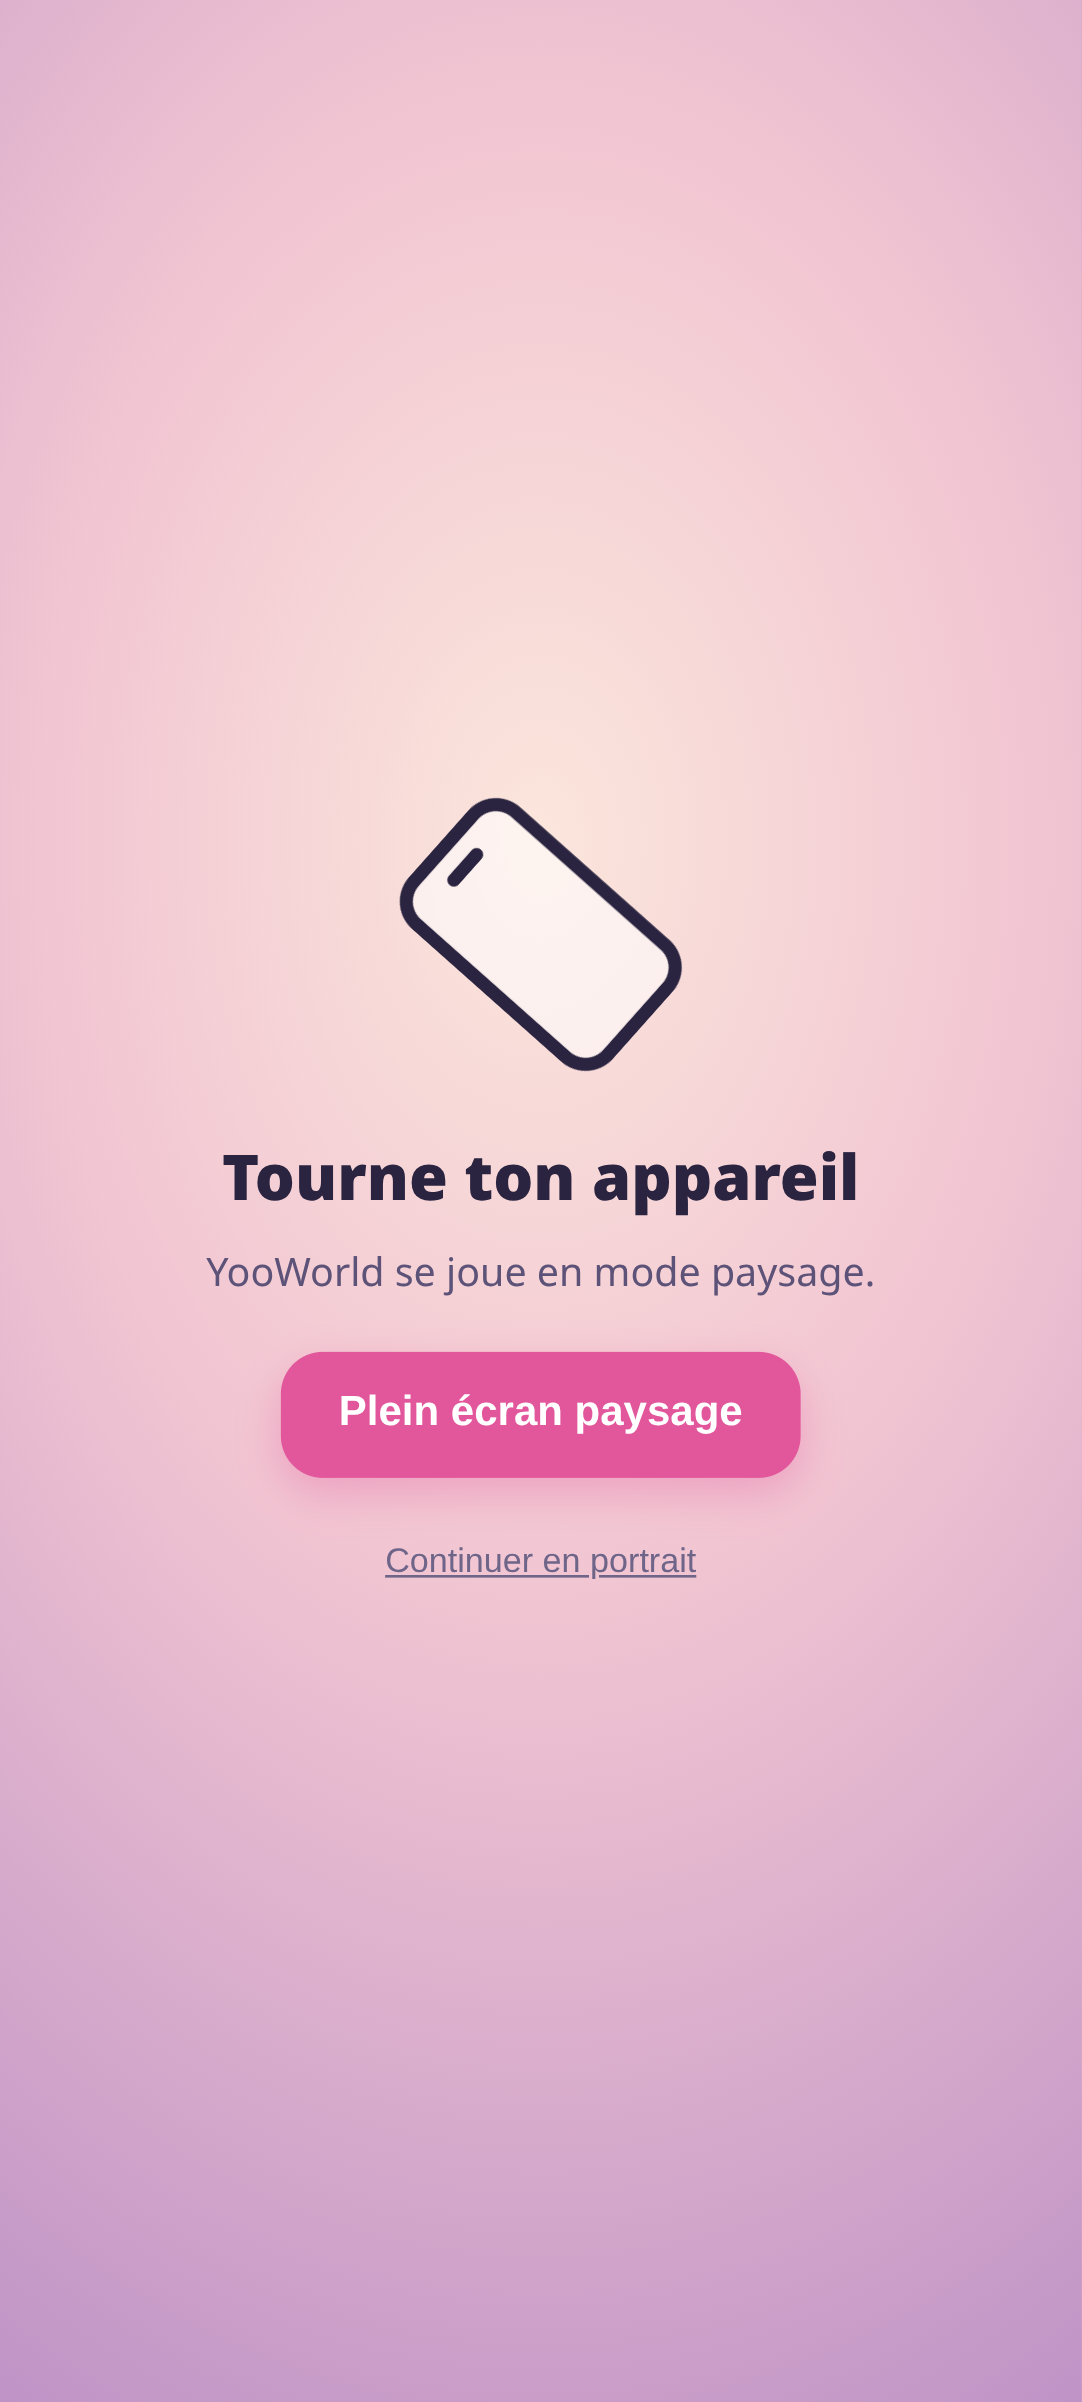 Tourne ton appareil
YooWorld se joue en mode paysage.
Plein écran paysage
Continuer en portrait